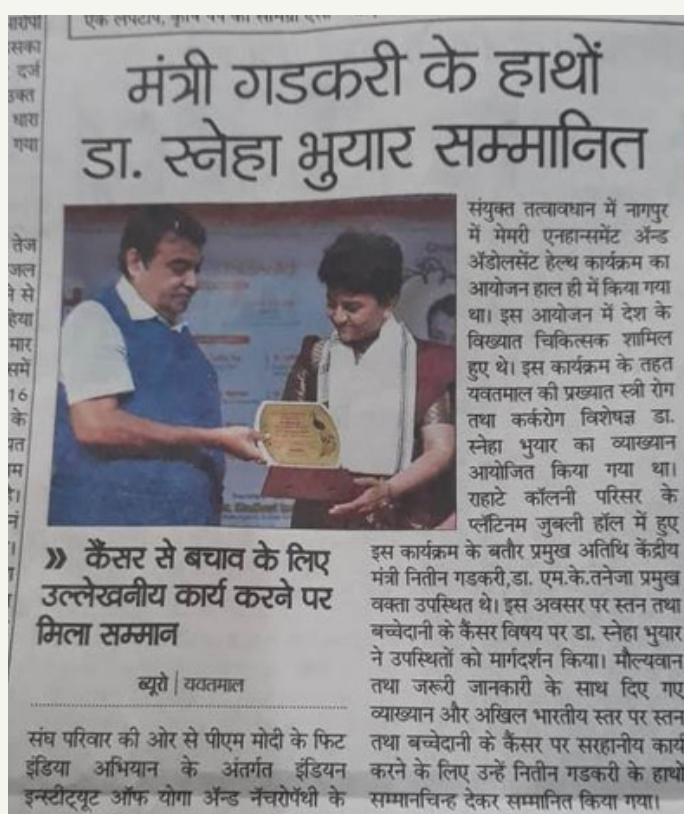 एक लैपटॉप, कृषि पंप की सामग्री ऐसा
मंत्री गडकरी के हाथों
डा. स्नेहा भुयार सम्मानित
» कैंसर से बचाव के लिए
उल्लेखनीय कार्य करने पर
मिला सम्मान
ब्यूरो | यवतमाल
संघ परिवार की ओर से पीएम मोदी के फिट
इंडिया अभियान के अंतर्गत इंडियन
इन्स्टीट्यूट ऑफ योगा अँन्ड नॅचरोपॅथी के
संयुक्त तत्वावधान में नागपुर
में मेमरी एनहान्समेंट अँन्ड
अॅडोलसेंट हेल्थ कार्यक्रम का
आयोजन हाल ही में किया गया
था। इस आयोजन में देश के
विख्यात चिकित्सक शामिल
हुए थे। इस कार्यक्रम के तहत
यवतमाल की प्रख्यात स्त्री रोग
तथा कर्करोग विशेषज्ञ डा.
स्नेहा भुयार का व्याख्यान
आयोजित किया गया था।
राहाटे कॉलनी परिसर के
प्लॅटिनम जुबली हॉल में हुए
इस कार्यक्रम के बतौर प्रमुख अतिथि केंद्रीय
मंत्री नितीन गडकरी,डा. एम.के.तनेजा प्रमुख
वक्ता उपस्थित थे। इस अवसर पर स्तन तथा
बच्चेदानी के कैंसर विषय पर डा. स्नेहा भुयार
ने उपस्थितों को मार्गदर्शन किया। मौल्यवान
तथा जरूरी जानकारी के साथ दिए गए
व्याख्यान और अखिल भारतीय स्तर पर स्तन
तथा बच्चेदानी के कैंसर पर सरहानीय कार्य
करने के लिए उन्हें नितीन गडकरी के हाथों
सम्मानचिन्ह देकर सम्मानित किया गया।